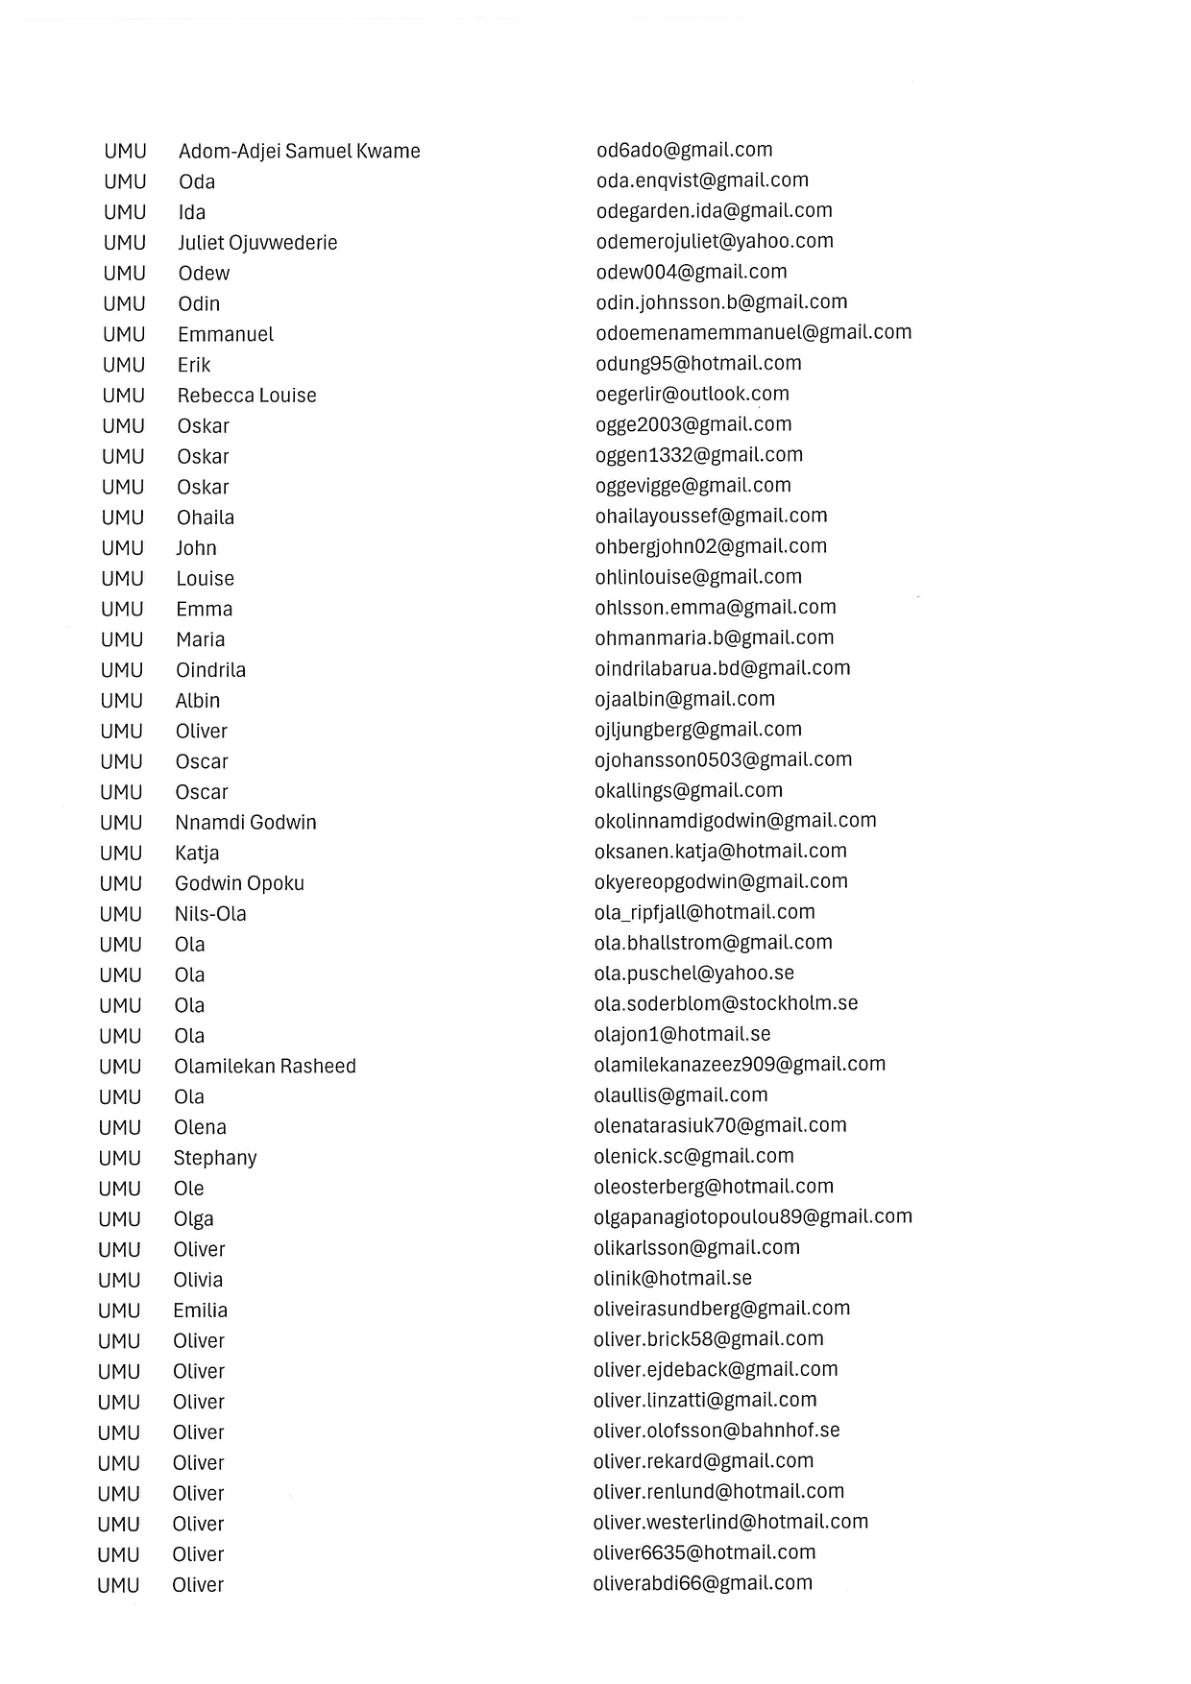 UMU Adom-Adjei Samuel Kwame od6ado@gmail.com
UMU Oda oda.enqvist@gmail.com
UMU Ida odegarden.ida@gmail.com
UMU Juliet Ojuvwederie odemerojuliet@yahoo.com
UMU Odew odew004@gmail.com
UMU Odin odin.johnsson.b@gmail.com
UMU Emmanuel odoemenamemmanuel@gmail.com
UMU Erik odung95@hotmail.com
UMU Rebecca Louise oegerlir@outlook.com
UMU Oskar ogge2003@gmail.com
UMU Oskar oggen1332@gmail.com
UMU Oskar oggevigge@gmail.com
UMU Ohaila ohailayoussef@gmail.com
UMU John ohbergjohn02@gmail.com
UMU Louise ohlinlouise@gmail.com
UMU Emma ohlsson.emma@gmail.com
UMU Maria ohmanmaria.b@gmail.com
UMU Oindrila oindrilabarua.bd@gmail.com
UMU Albin ojaalbin@gmail.com
UMU Oliver ojljungberg@gmail.com
UMU Oscar ojohansson0503@gmail.com
UMU Oscar okallings@gmail.com
UMU Nnamdi Godwin okolinnamdigodwin@gmail.com
UMU Katja oksanen.katja@hotmail.com
UMU Godwin Opoku okyereopgodwin@gmail.com
UMU Nils-Ola ola_ripfjall@hotmail.com
UMU Ola ola.bhallstrom@gmail.com
UMU Ola ola.puschel@yahoo.se
UMU Ola ola.soderblom@stockholm.se
UMU Ola olajon1@hotmail.se
UMU Olamilekan Rasheed olamilekanazeez909@gmail.com
UMU Ola olaullis@gmail.com
UMU Olena olenatarasiuk70@gmail.com
UMU Stephany olenick.sc@gmail.com
UMU Ole oleosterberg@hotmail.com
UMU Olga olgapanagiotopoulou89@gmail.com
UMU Oliver olikarlsson@gmail.com
UMU Olivia olinik@hotmail.se
UMU Emilia oliveirasundberg@gmail.com
UMU Oliver oliver.brick58@gmail.com
UMU Oliver oliver.ejdeback@gmail.com
UMU Oliver oliver.linzatti@gmail.com
UMU Oliver oliver.olofsson@bahnhof.se
UMU Oliver oliver.rekard@gmail.com
UMU Oliver oliver.renlund@hotmail.com
UMU Oliver oliver.westerlind@hotmail.com
UMU Oliver oliver6635@hotmail.com
UMU Oliver oliverabdi66@gmail.com